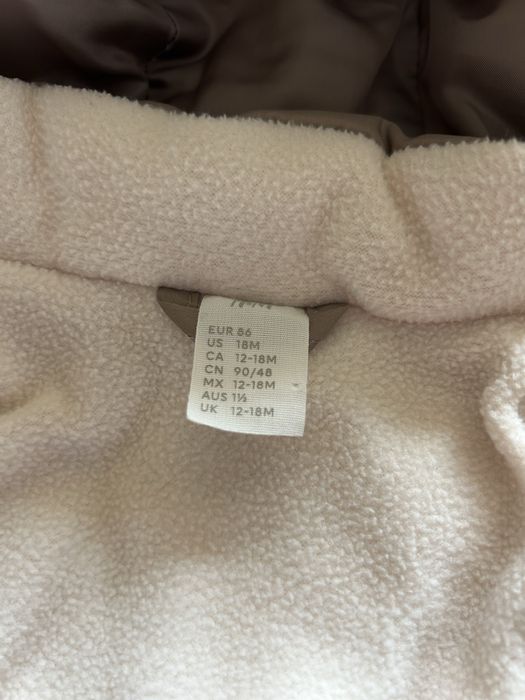 EUR 86
US 18M
CA 12-18M
CN 90/48
MX 12-18M
AUS 1½
UK 12-18M